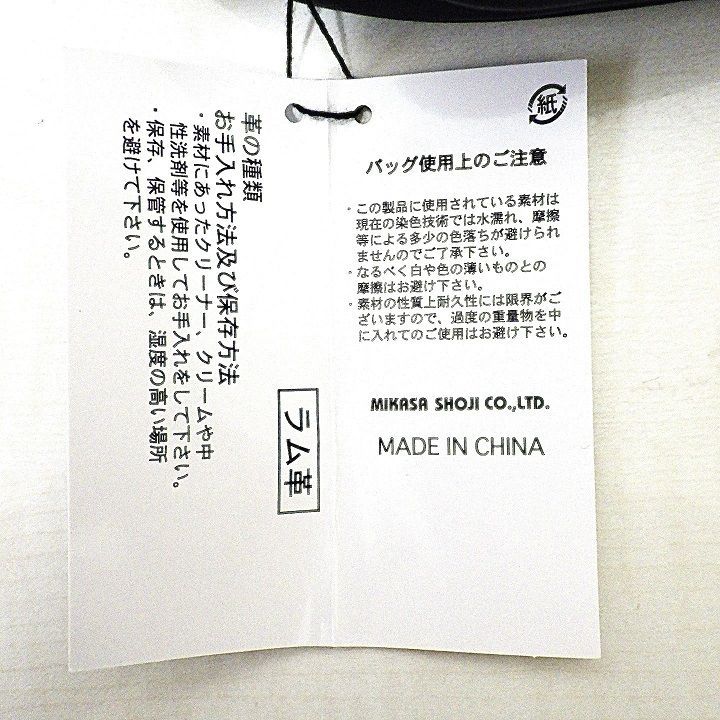 革の種類
ラム革
お手入れ方法及び保存方法
・素材にあったクリーナー、クリームや中
性洗剤等を使用してお手入れをして下さい。
・保存、保管するときは、湿度の高い場所
を避けて下さい。
紙
バッグ使用上のご注意
・この製品に使用されている素材は
現在の染色技術では水濡れ、摩擦
等による多少の色落ちが避けられ
ませんのでご了承下さい。
・なるべく白や色の薄いものとの
摩擦はお避け下さい。
・素材の性質上耐久性には限界がご
ざいますので、過度の重量物を中
に入れてのご使用はお避け下さい。
MIKASA SHOJI CO.,LTD.
MADE IN CHINA